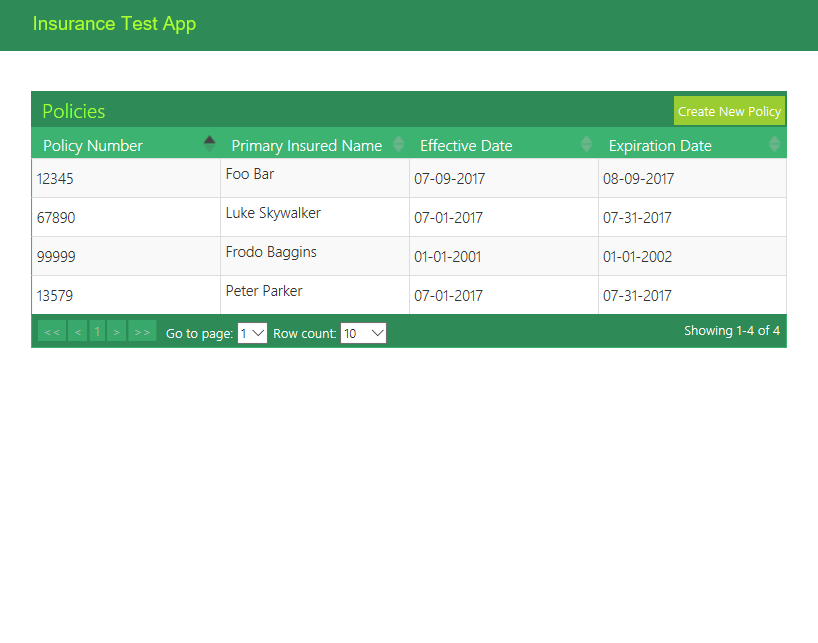 Insurance Test App
Policies Create New Policy
Policy Number Primary Insured Name Effective Date Expiration Date
12345 Foo Bar 07-09-2017 08-09-2017
67890 Luke Skywalker 07-01-2017 07-31-2017
99999 Frodo Baggins 01-01-2001 01-01-2002
13579 Peter Parker 07-01-2017 07-31-2017
<< < 1 > >> Go to page: 1 Row count: 10 Showing 1-4 of 4